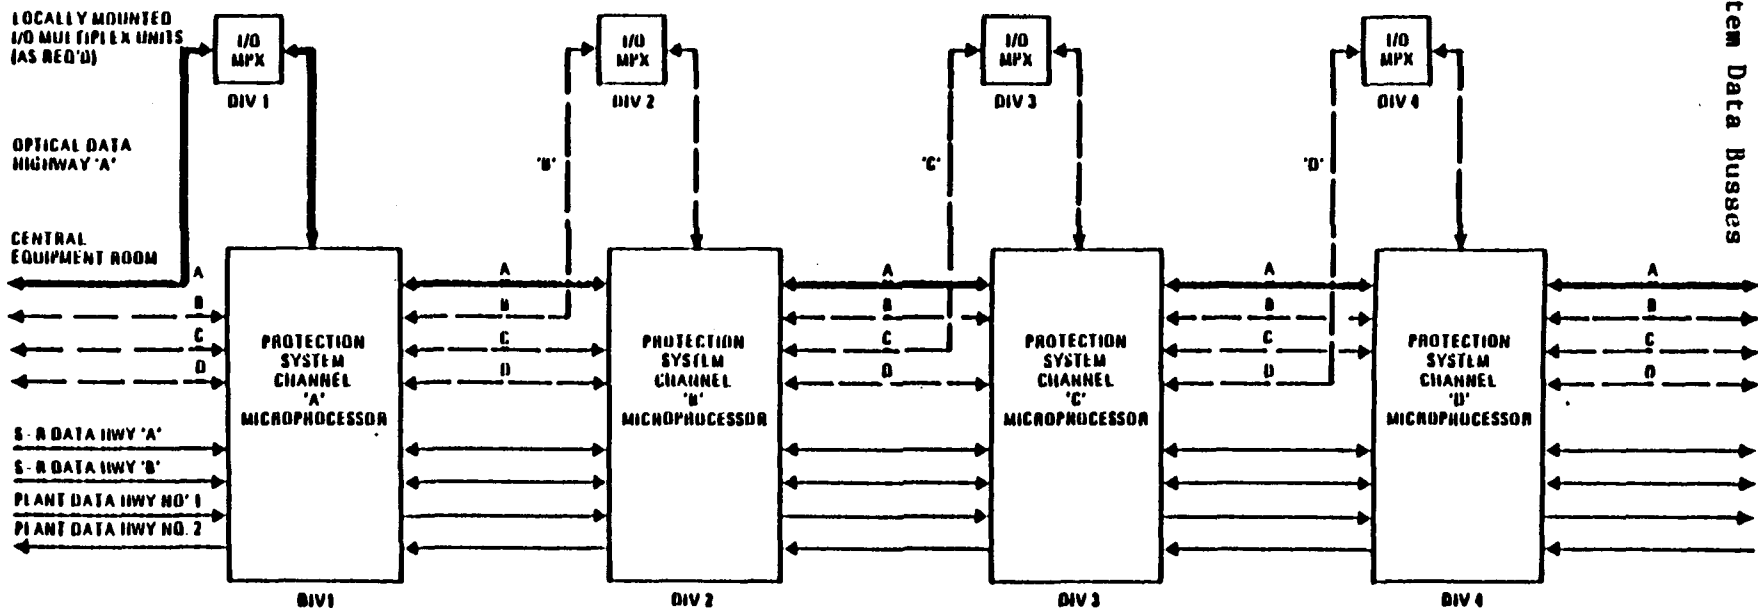 LOCALLY MOUNTED
I/O MULTIPLEX UNITS
(AS REQ'D)
I/O
MPX
DIV 1
I/O
MPX
DIV 2
I/O
MPX
DIV 3
I/O
MPX
DIV 4
tem Data Busses
OPTICAL DATA
HIGHWAY 'A'
'B'
'C'
'D'
CENTRAL
EQUIPMENT ROOM
A
B
C
D
A
B
C
D
A
B
C
D
A
B
C
D
A
B
C
D
PROTECTION
SYSTEM
CHANNEL
'A'
MICROPROCESSOR
PROTECTION
SYSTEM
CHANNEL
'B'
MICROPROCESSOR
PROTECTION
SYSTEM
CHANNEL
'C'
MICROPROCESSOR
PROTECTION
SYSTEM
CHANNEL
'D'
MICROPROCESSOR
S-R DATA HWY 'A'
S-R DATA HWY 'B'
PLANT DATA HWY NO' 1
PLANT DATA HWY NO. 2
DIV1
DIV 2
DIV 3
DIV 4